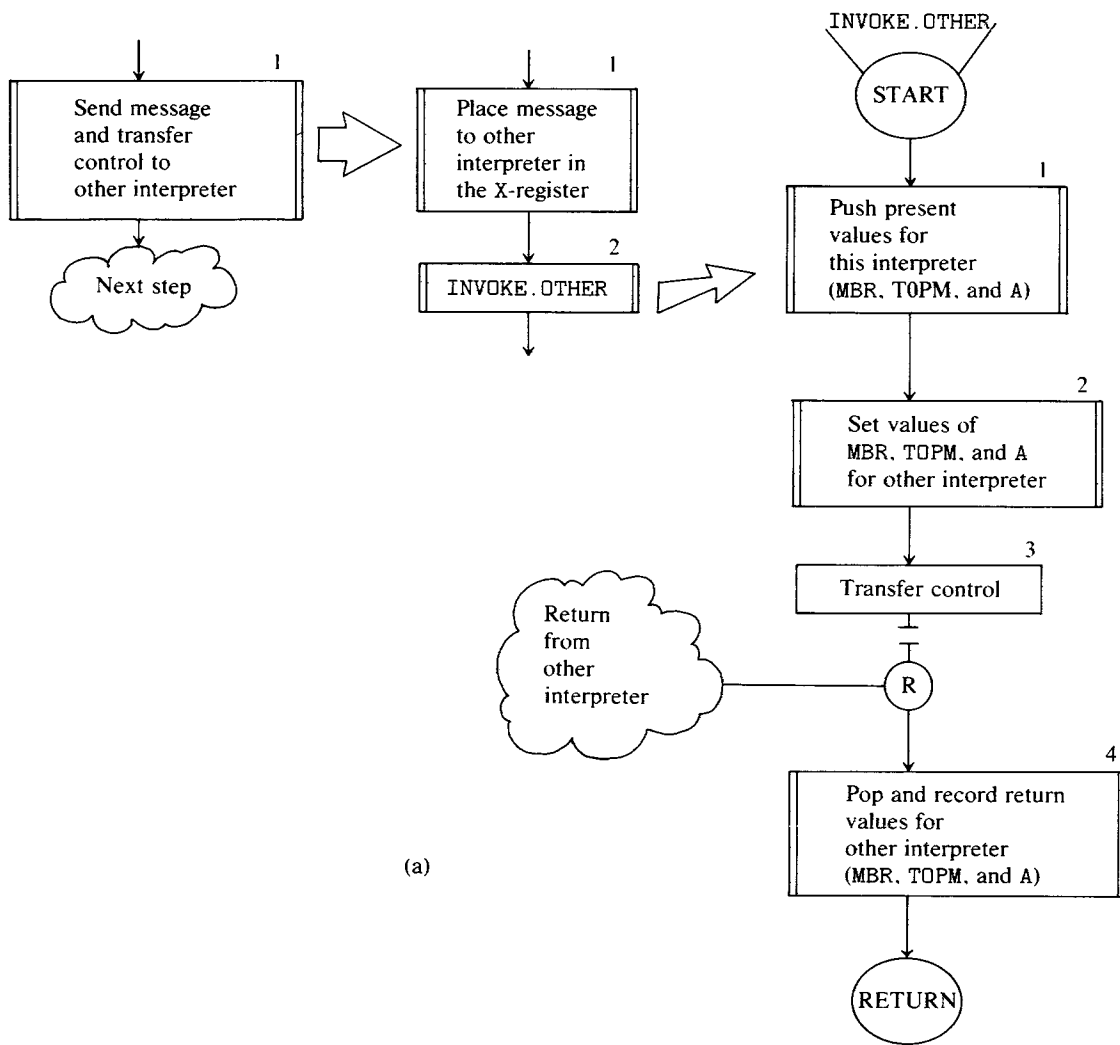 1
Send message
and transfer
control to
other interpreter
Next step
1
Place message
to other
interpreter in
the X-register
2
INVOKE.OTHER
INVOKE.OTHER
START
1
Push present
values for
this interpreter
(MBR, TOPM, and A)
2
Set values of
MBR, TOPM, and A
for other interpreter
3
Transfer control
Return
from
other
interpreter
R
4
Pop and record return
values for
other interpreter
(MBR, TOPM, and A)
RETURN
(a)